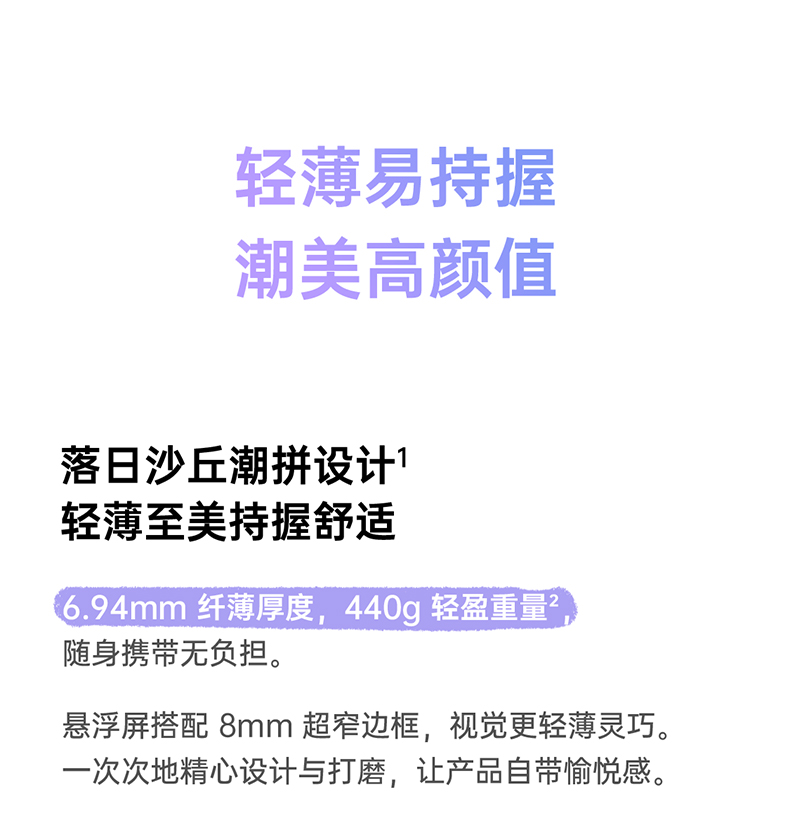 轻薄易持握
潮美高颜值
落日沙丘潮拼设计¹
轻薄至美持握舒适
6.94mm 纤薄厚度，440g 轻盈重量²，
随身携带无负担。
悬浮屏搭配 8mm 超窄边框，视觉更轻薄灵巧。
一次次地精心设计与打磨，让产品自带愉悦感。